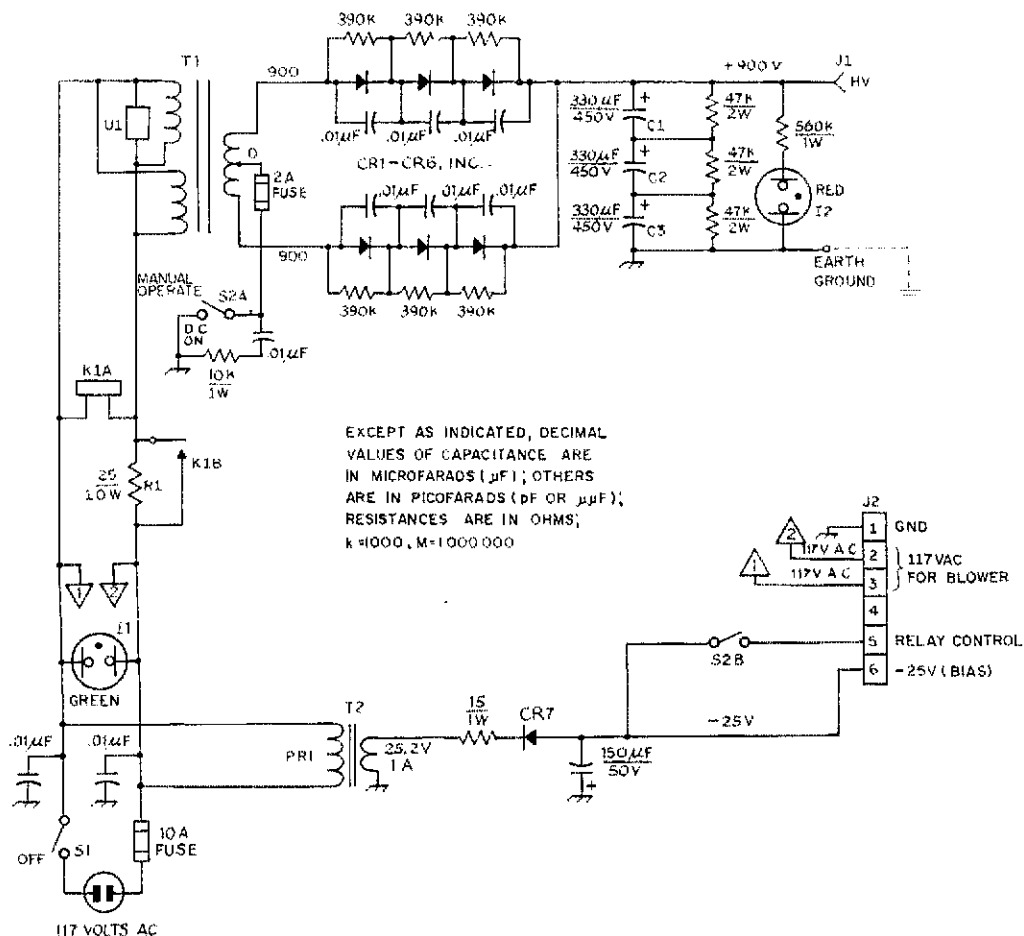 390K 390K 390K
T1
900
+900V
J1
HV
U1
.01µF .01µF .01µF
CR1-CR6, INC.
0
2A
FUSE
.01µF .01µF .01µF
900
390K 390K 390K
330µF
450V
C1
330µF
450V
C2
330µF
450V
C3
47K
2W
47K
2W
47K
2W
560K
1W
RED
I2
EARTH
GROUND
MANUAL
OPERATE
S2A
DC
ON
.01µF
10K
1W
K1A
K1B
25
10W
R1
EXCEPT AS INDICATED, DECIMAL
VALUES OF CAPACITANCE ARE
IN MICROFARADS (µF); OTHERS
ARE IN PICOFARADS (pF OR µµF);
RESISTANCES ARE IN OHMS;
k=1000, M=1000 000
J2
1 GND
2
117V AC
2
1
117V AC
3
117VAC
FOR BLOWER
4
5 RELAY CONTROL
6 -25V (BIAS)
S2B
1 2
I1
GREEN
T2
PRI
25.2V
1 A
15
1W
CR7
-25V
150µF
50V
.01µF .01µF
OFF
S1
10A
FUSE
117 VOLTS AC